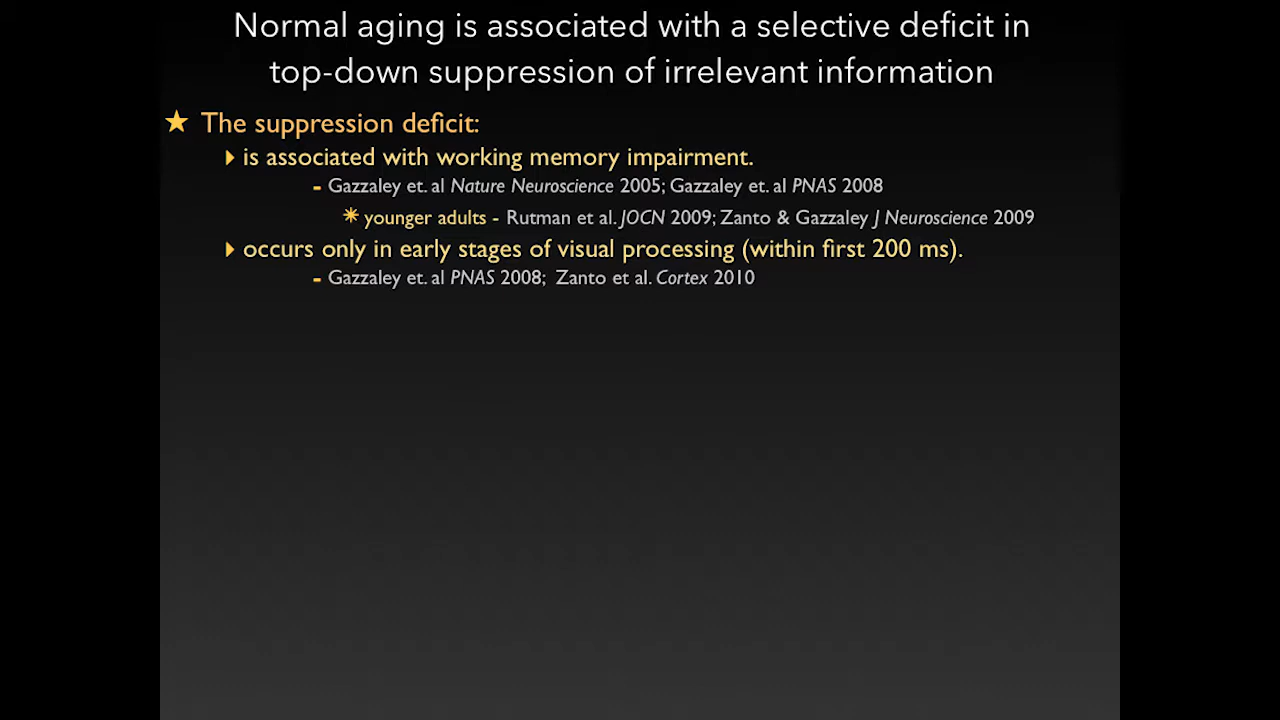 Normal aging is associated with a selective deficit in
top-down suppression of irrelevant information
★ The suppression deficit:
is associated with working memory impairment.
- Gazzaley et. al Nature Neuroscience 2005; Gazzaley et. al PNAS 2008
* younger adults - Rutman et al. JOCN 2009; Zanto & Gazzaley J Neuroscience 2009
occurs only in early stages of visual processing (within first 200 ms).
- Gazzaley et. al PNAS 2008; Zanto et al. Cortex 2010